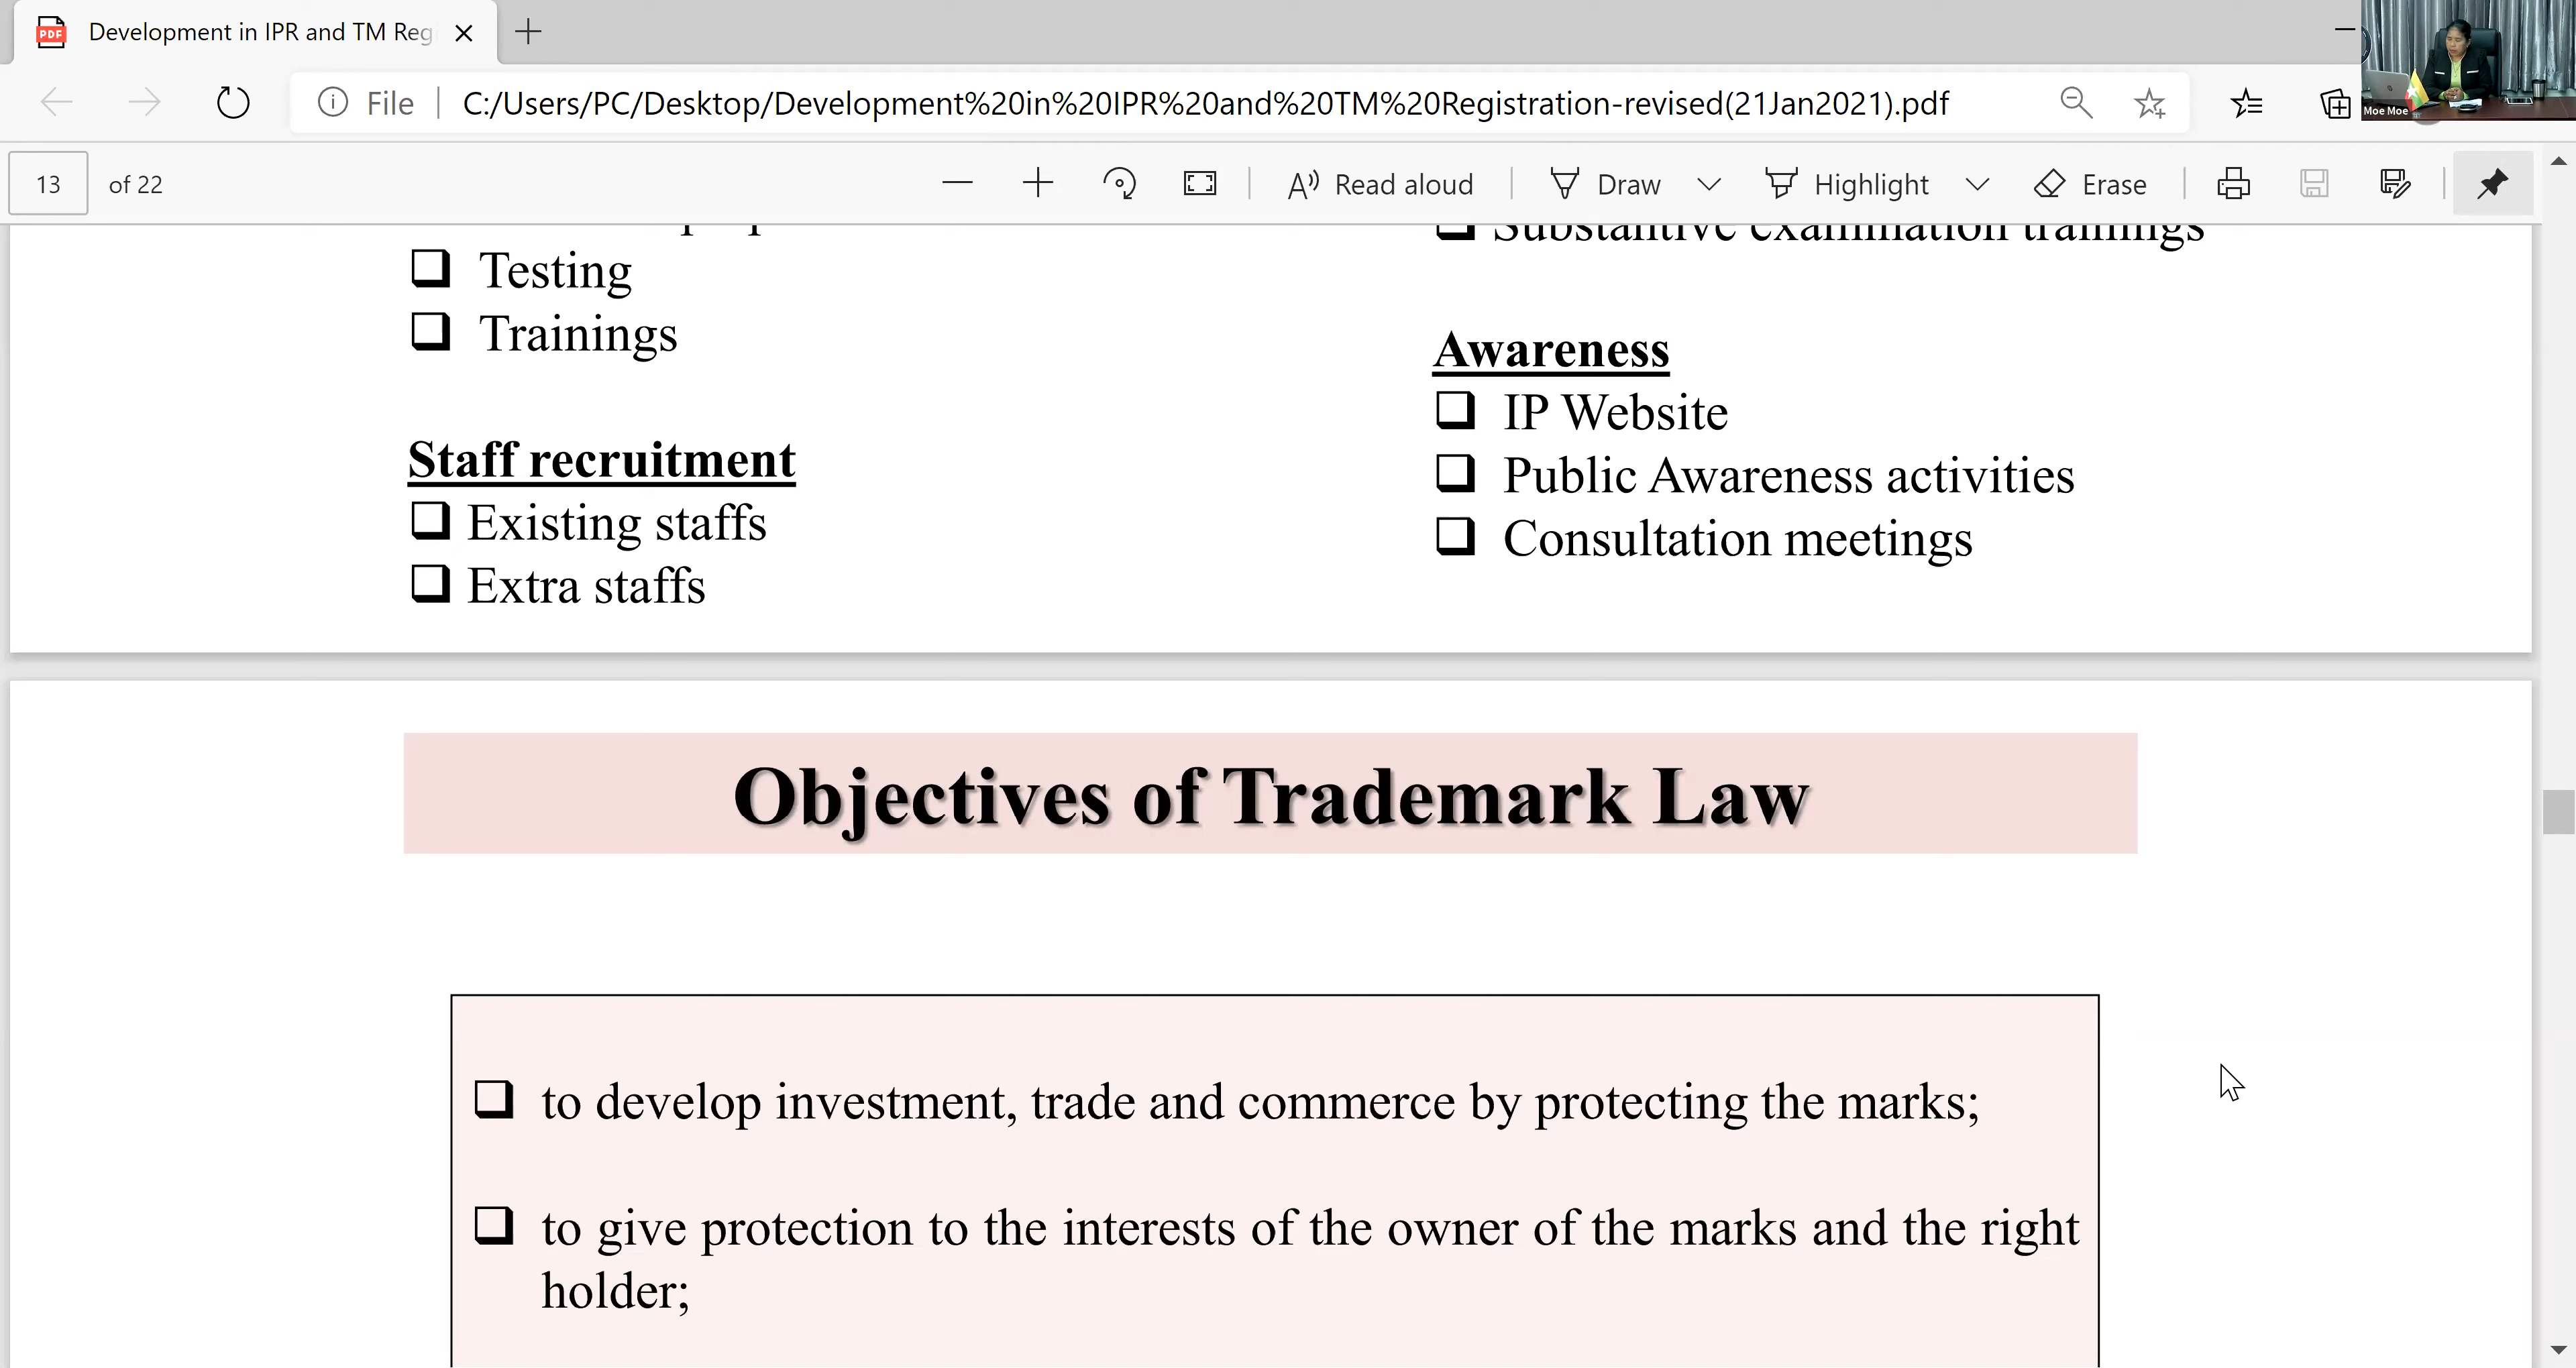 Development in IPR and TM Reg
File
C:/Users/PC/Desktop/Development%20in%20IPR%20and%20TM%20Registration-revised(21Jan2021).pdf
Moe Moe
13 of 22
Read aloud
Draw
Highlight
Erase
Testing
Trainings
Staff recruitment
Existing staffs
Extra staffs
Substantive examination trainings
Awareness
IP Website
Public Awareness activities
Consultation meetings
Objectives of Trademark Law
to develop investment, trade and commerce by protecting the marks;
to give protection to the interests of the owner of the marks and the right
holder;